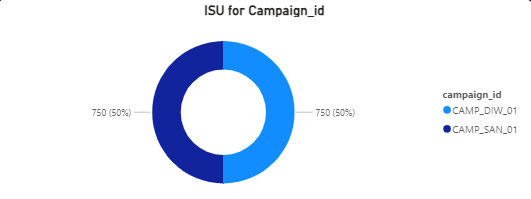 ISU for Campaign_id
750 (50%)
750 (50%)
campaign_id
CAMP_DIW_01
CAMP_SAN_01